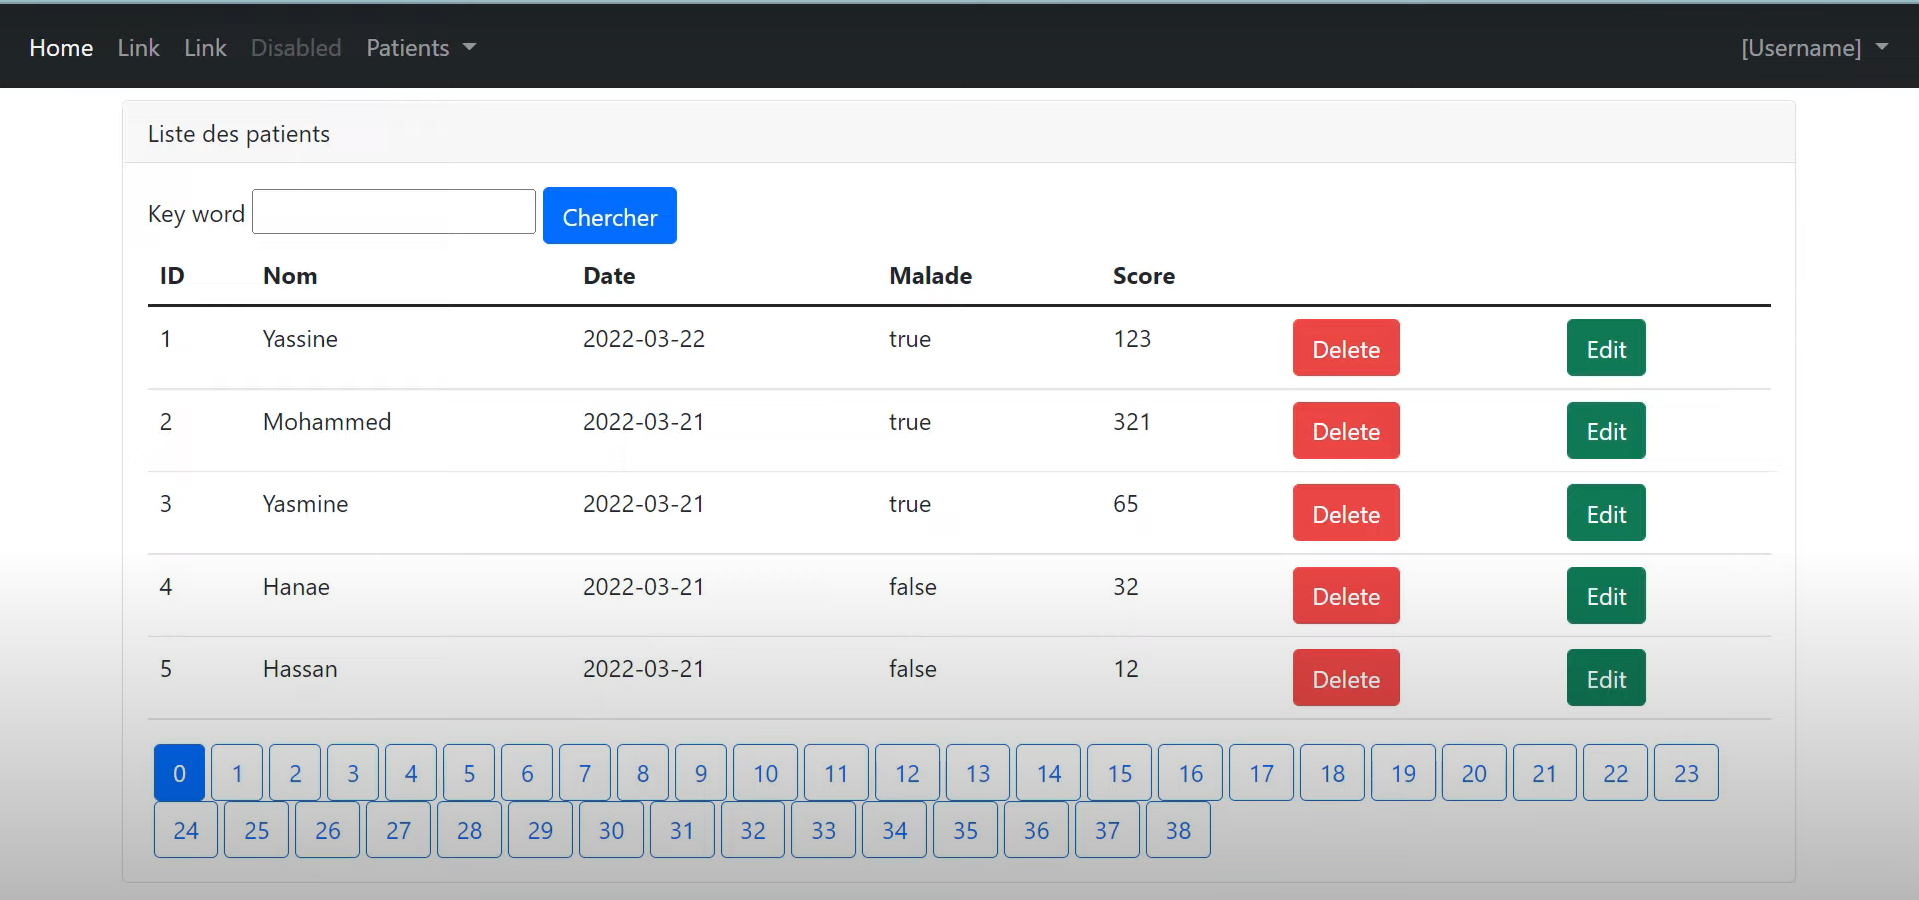 Home Link Link Disabled Patients [Username]
Liste des patients
Key word Chercher
ID Nom Date Malade Score
1 Yassine 2022-03-22 true 123 Delete Edit
2 Mohammed 2022-03-21 true 321 Delete Edit
3 Yasmine 2022-03-21 true 65 Delete Edit
4 Hanae 2022-03-21 false 32 Delete Edit
5 Hassan 2022-03-21 false 12 Delete Edit
0 1 2 3 4 5 6 7 8 9 10 11 12 13 14 15 16 17 18 19 20 21 22 23
24 25 26 27 28 29 30 31 32 33 34 35 36 37 38